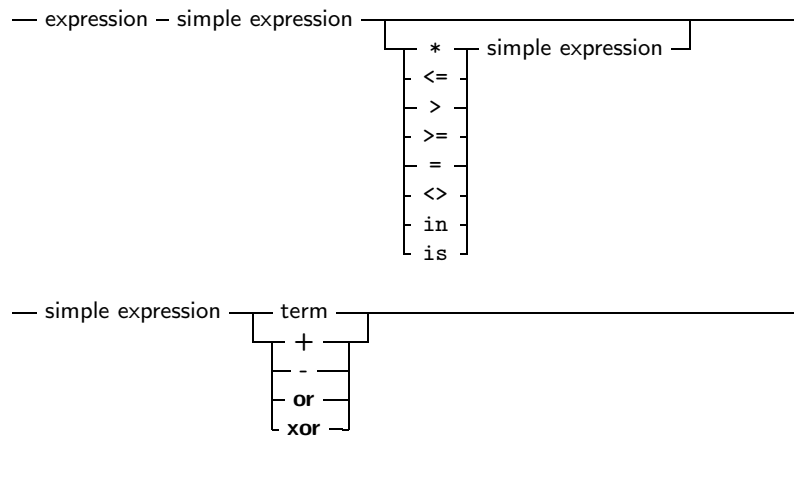 expression simple expression
* simple expression
<=
>
>=
=
<>
in
is
simple expression term
+
-
or
xor